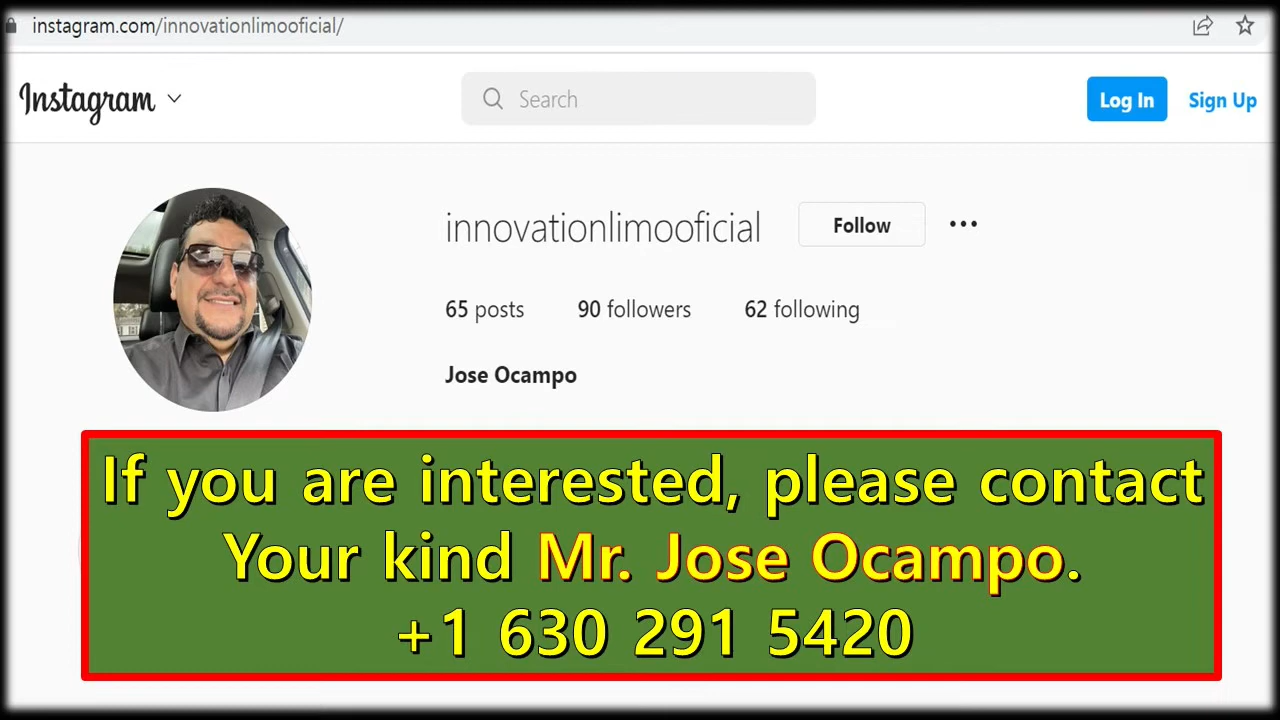 instagram.com/innovationlimooficial/
Instagram
Search
Log In
Sign Up
innovationlimooficial
Follow
65 posts
90 followers
62 following
Jose Ocampo
If you are interested, please contact
Your kind Mr. Jose Ocampo.
+1 630 291 5420